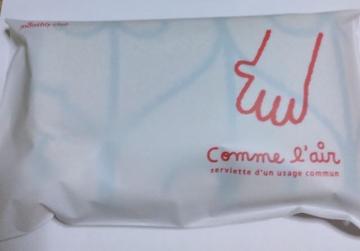 Comme l'air
serviette d'un usage commun